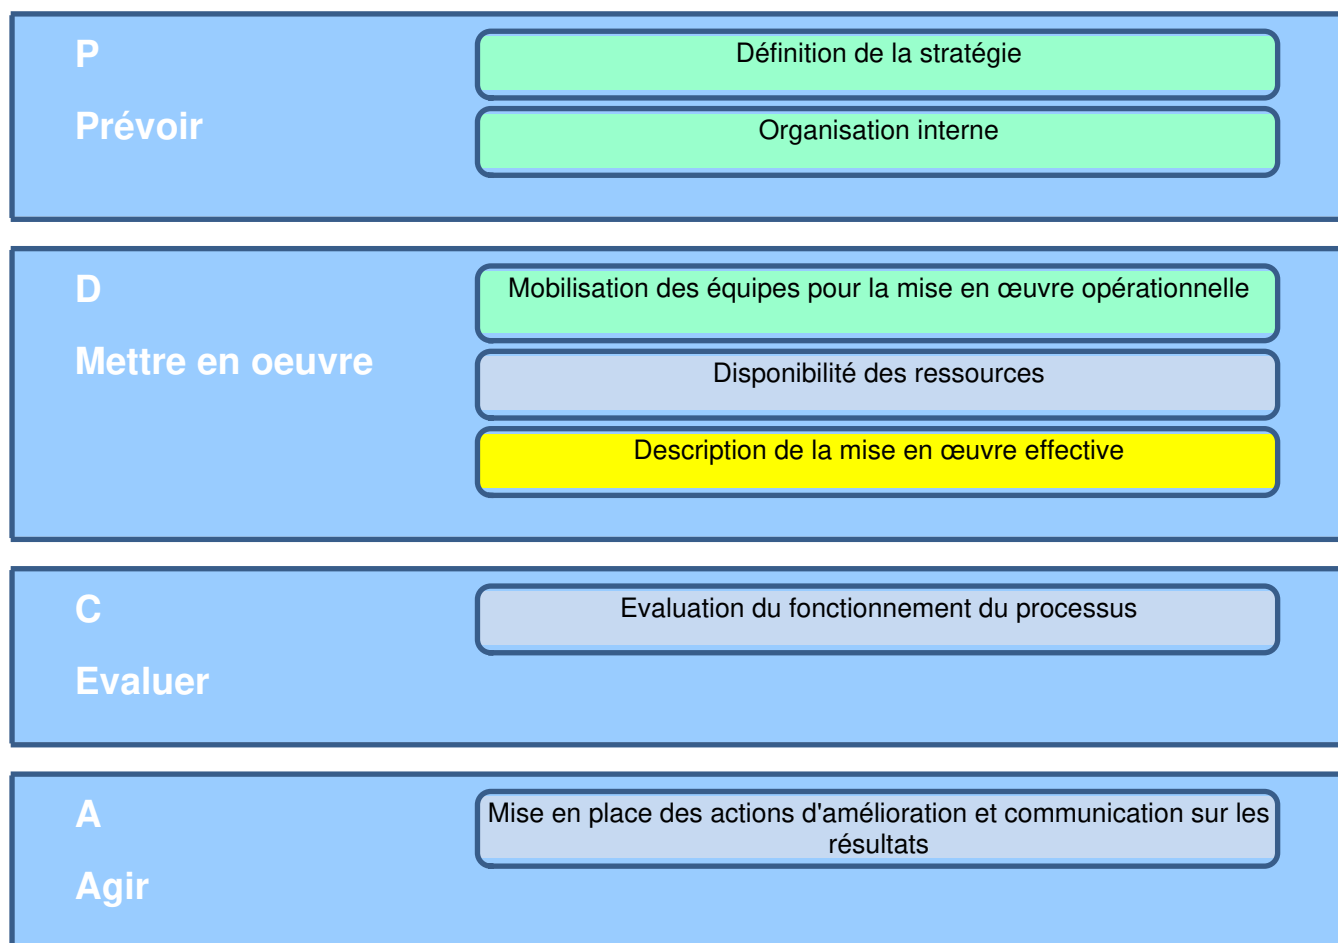 P
Prévoir
Définition de la stratégie
Organisation interne
D
Mettre en oeuvre
Mobilisation des équipes pour la mise en œuvre opérationnelle
Disponibilité des ressources
Description de la mise en œuvre effective
C
Evaluer
Evaluation du fonctionnement du processus
A
Agir
Mise en place des actions d'amélioration et communication sur les
résultats